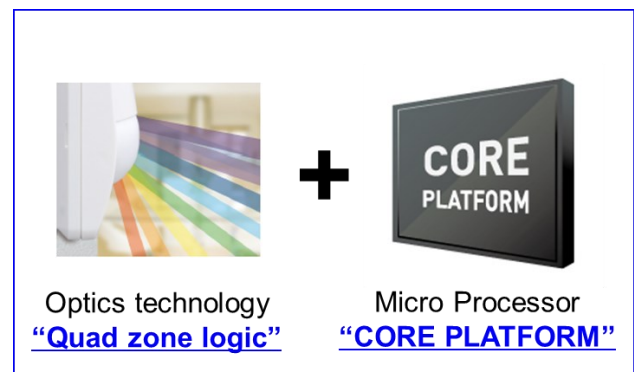 CORE
PLATFORM
Optics technology
“Quad zone logic”
Micro Processor
“CORE PLATFORM”